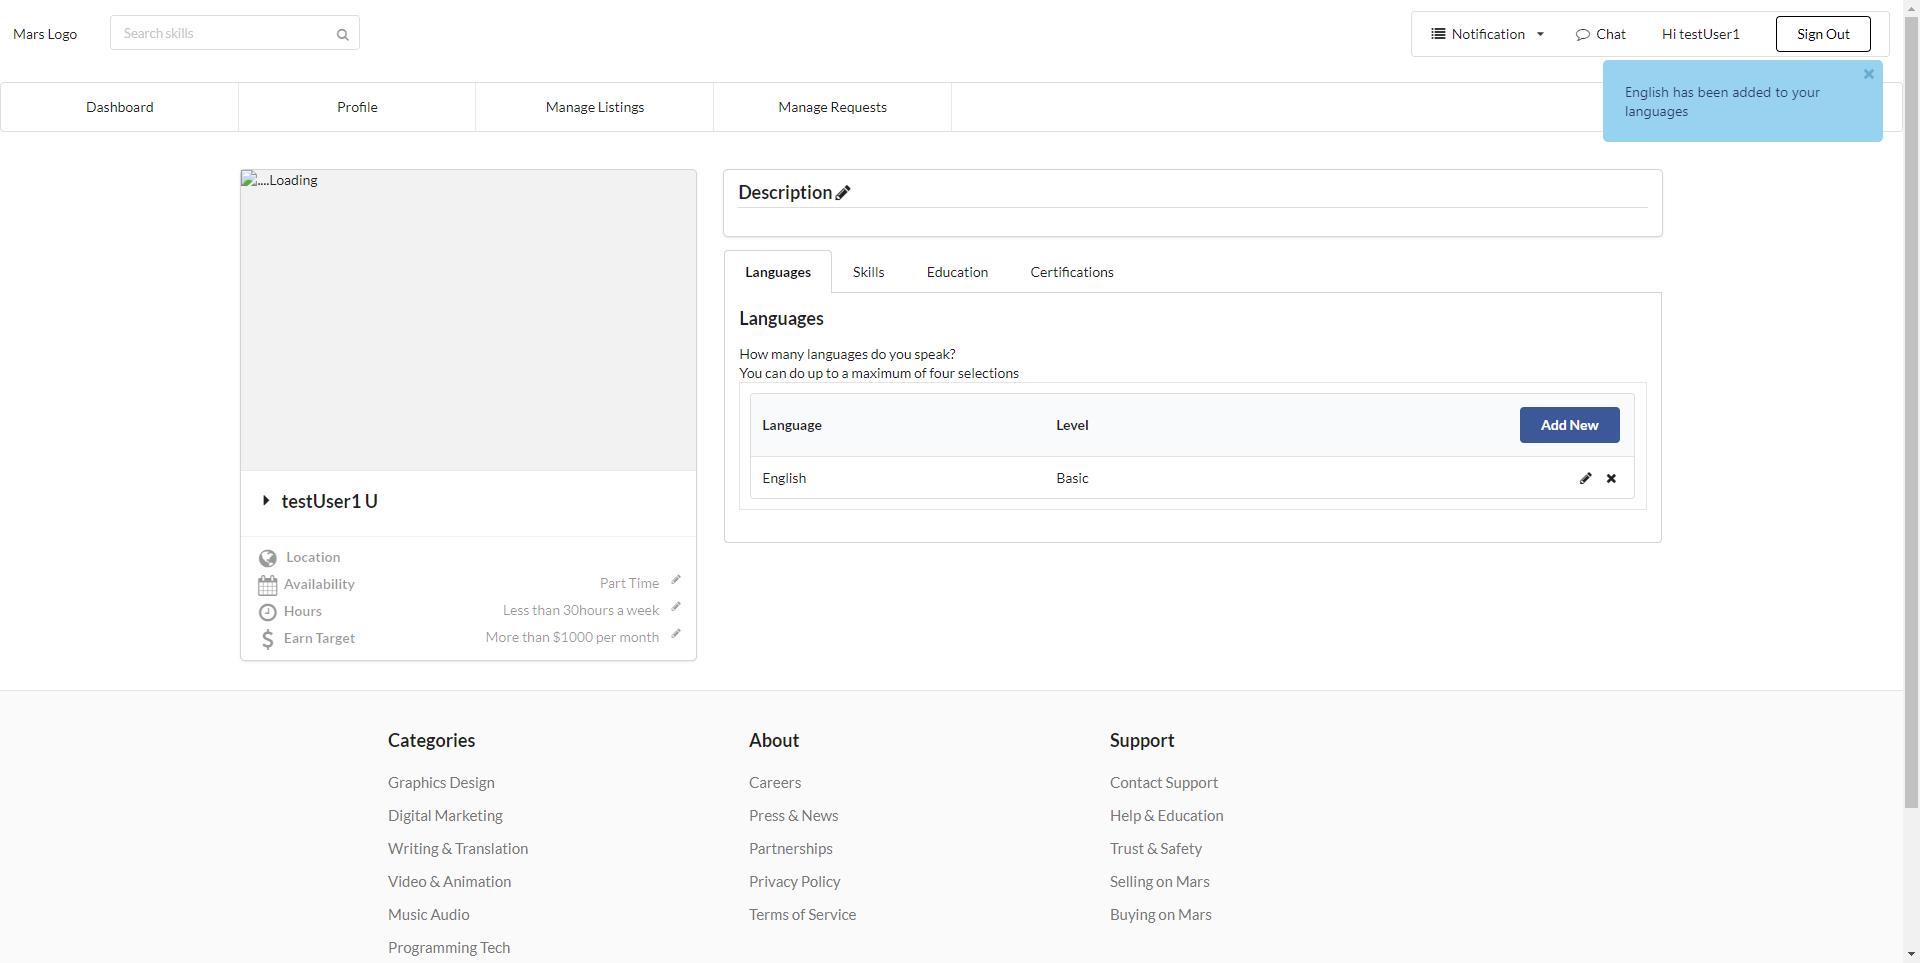 Mars Logo
Search skills
Notification
Chat
Hi testUser1
Sign Out
English has been added to your
languages
Dashboard
Profile
Manage Listings
Manage Requests
....Loading
testUser1 U
Location
Availability
Part Time
Hours
Less than 30hours a week
Earn Target
More than $1000 per month
Description
Languages
Skills
Education
Certifications
Languages
How many languages do you speak?
You can do up to a maximum of four selections
Language
Level
Add New
English
Basic
Categories
Graphics Design
Digital Marketing
Writing & Translation
Video & Animation
Music Audio
Programming Tech
About
Careers
Press & News
Partnerships
Privacy Policy
Terms of Service
Support
Contact Support
Help & Education
Trust & Safety
Selling on Mars
Buying on Mars